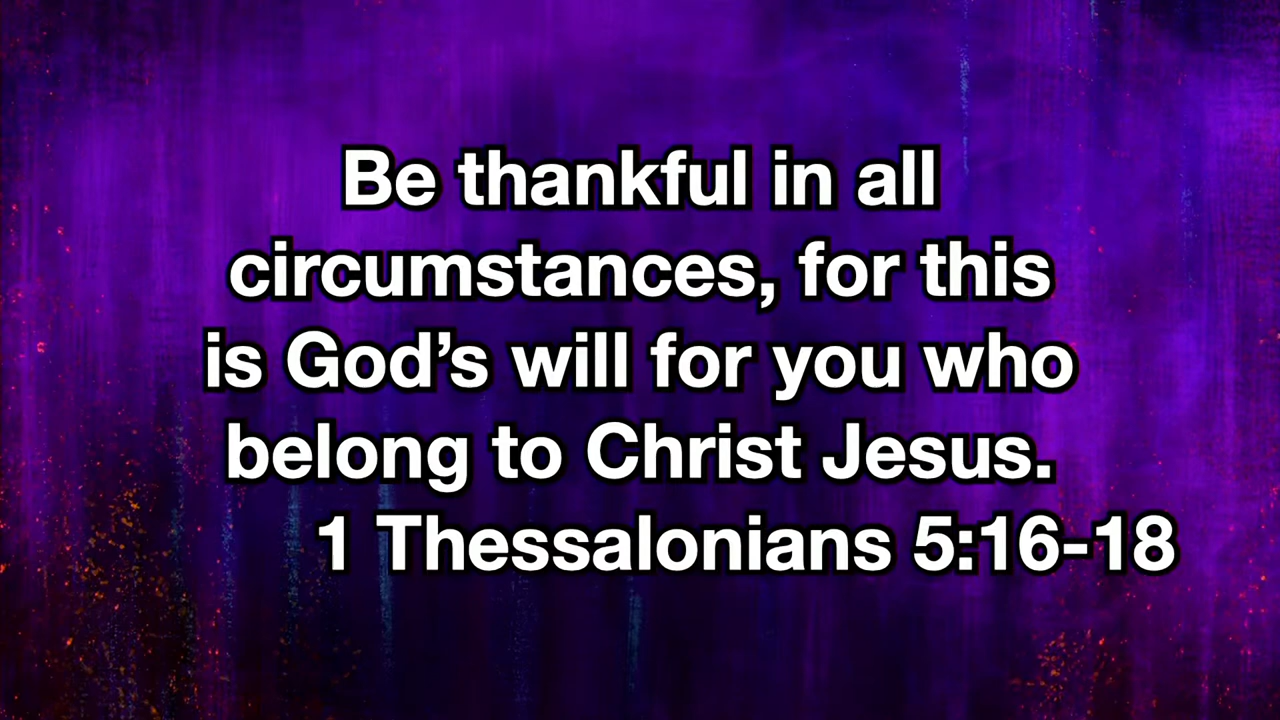 Be thankful in all
circumstances, for this
is God’s will for you who
belong to Christ Jesus.
1 Thessalonians 5:16-18